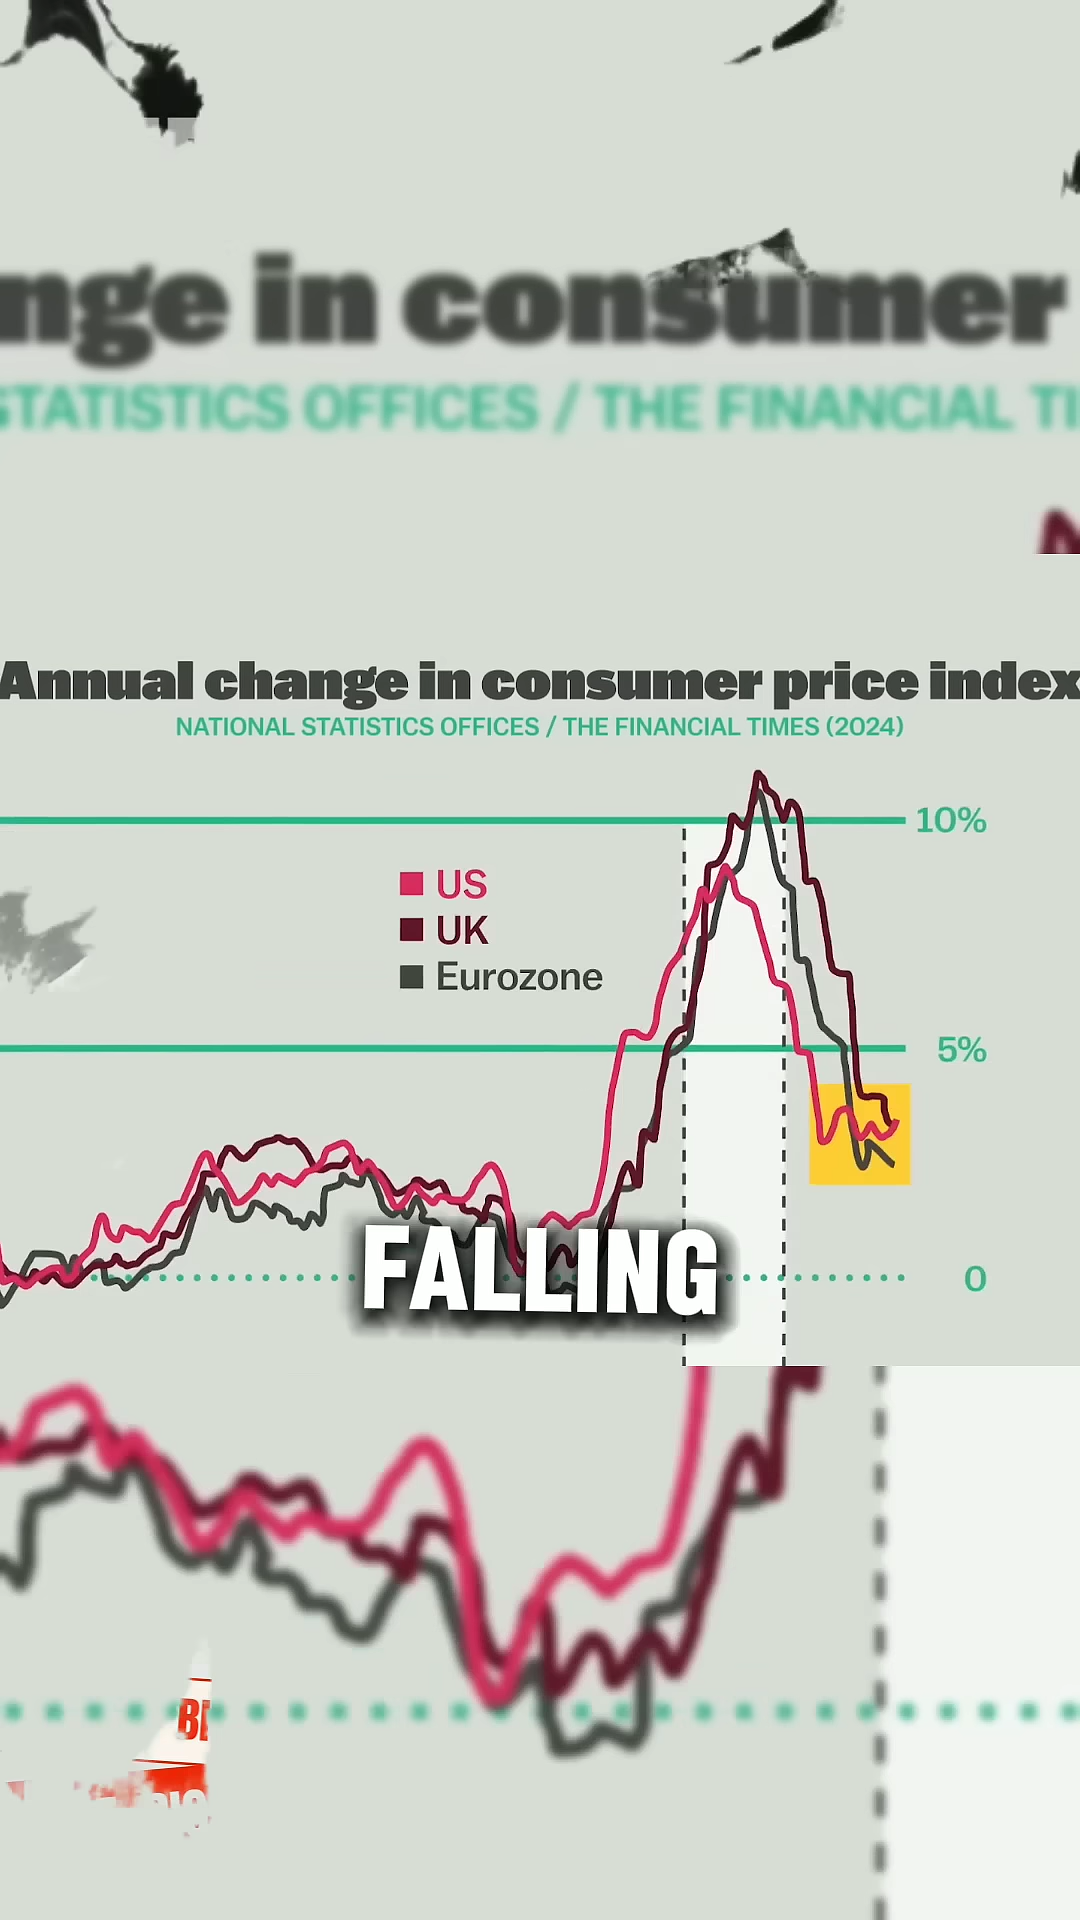 nge in consumer
STATISTICS OFFICES / THE FINANCIAL TI
Annual change in consumer price index
NATIONAL STATISTICS OFFICES / THE FINANCIAL TIMES (2024)
10%
US
UK
Eurozone
5%
FALLING
0